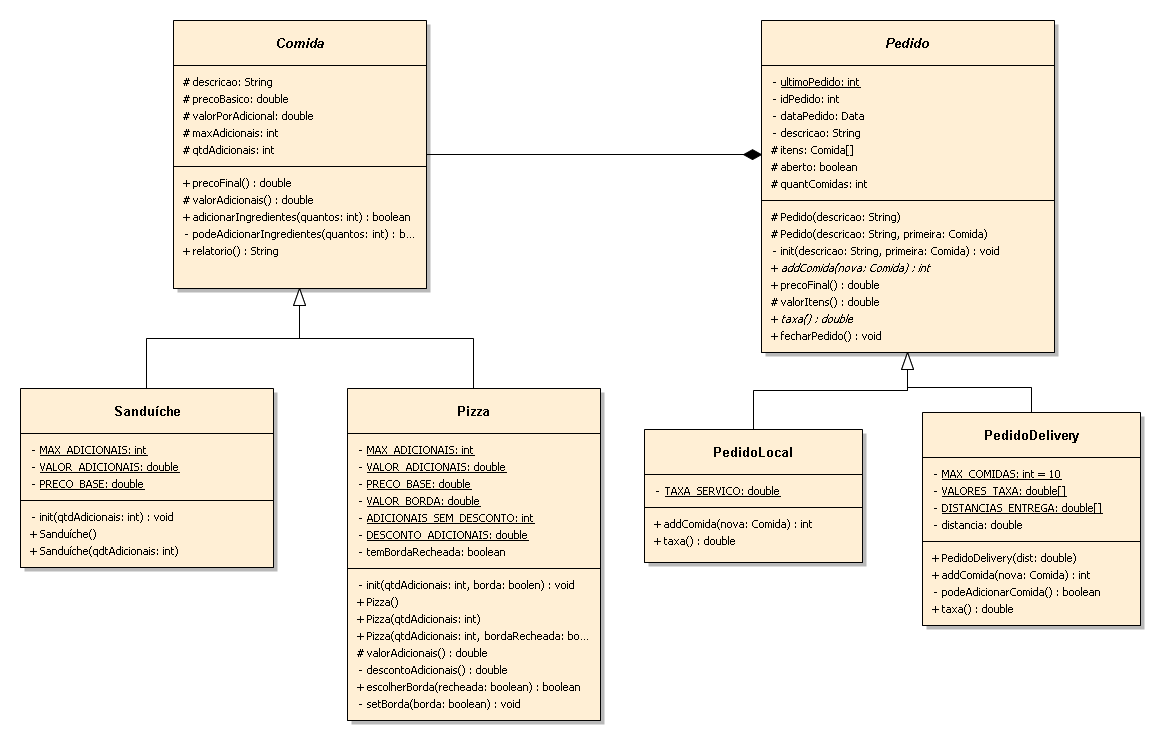 Comida
# descricao: String
# precoBasico: double
# valorPorAdicional: double
# maxAdicionais: int
# qtdAdicionais: int
+ precoFinal() : double
# valorAdicionais() : double
+ adicionarIngredientes(quantos: int) : boolean
- podeAdicionarIngredientes(quantos: int) : b...
+ relatorio() : String
Pedido
- ultimoPedido: int
- idPedido: int
- dataPedido: Data
- descricao: String
# itens: Comida[]
# aberto: boolean
# quantComidas: int
# Pedido(descricao: String)
# Pedido(descricao: String, primeira: Comida)
- init(descricao: String, primeira: Comida) : void
+ addComida(nova: Comida) : int
+ precoFinal() : double
# valorItens() : double
+ taxa() : double
+ fecharPedido() : void
Sanduíche
- MAX_ADICIONAIS: int
- VALOR_ADICIONAIS: double
- PRECO_BASE: double
- init(qtdAdicionais: int) : void
+ Sanduíche()
+ Sanduíche(qdtAdicionais: int)
Pizza
- MAX_ADICIONAIS: int
- VALOR_ADICIONAIS: double
- PRECO_BASE: double
- VALOR_BORDA: double
- ADICIONAIS_SEM_DESCONTO: int
- DESCONTO_ADICIONAIS: double
- temBordaRecheada: boolean
- init(qtdAdicionais: int, borda: boolen) : void
+ Pizza()
+ Pizza(qtdAdicionais: int)
+ Pizza(qtdAdicionais: int, bordaRecheada: bo...
# valorAdicionais() : double
- descontoAdicionais() : double
+ escolherBorda(recheada: boolean) : boolean
- setBorda(borda: boolean) : void
PedidoLocal
- TAXA_SERVICO: double
+ addComida(nova: Comida) : int
+ taxa() : double
PedidoDelivery
- MAX_COMIDAS: int = 10
- VALORES_TAXA: double[]
- DISTANCIAS_ENTREGA: double[]
- distancia: double
+ PedidoDelivery(dist: double)
+ addComida(nova: Comida) : int
- podeAdicionarComida() : boolean
+ taxa() : double